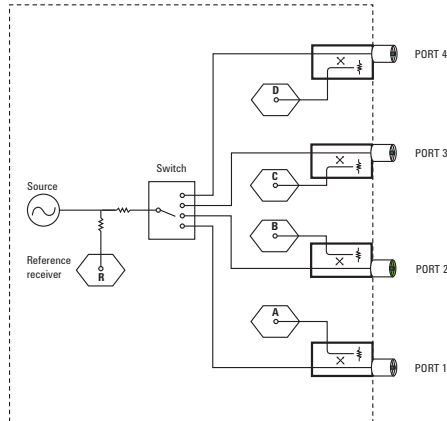 PORT 4
D
PORT 3
Switch
C
Source
B
Reference
receiver
R
PORT 2
A
PORT 1